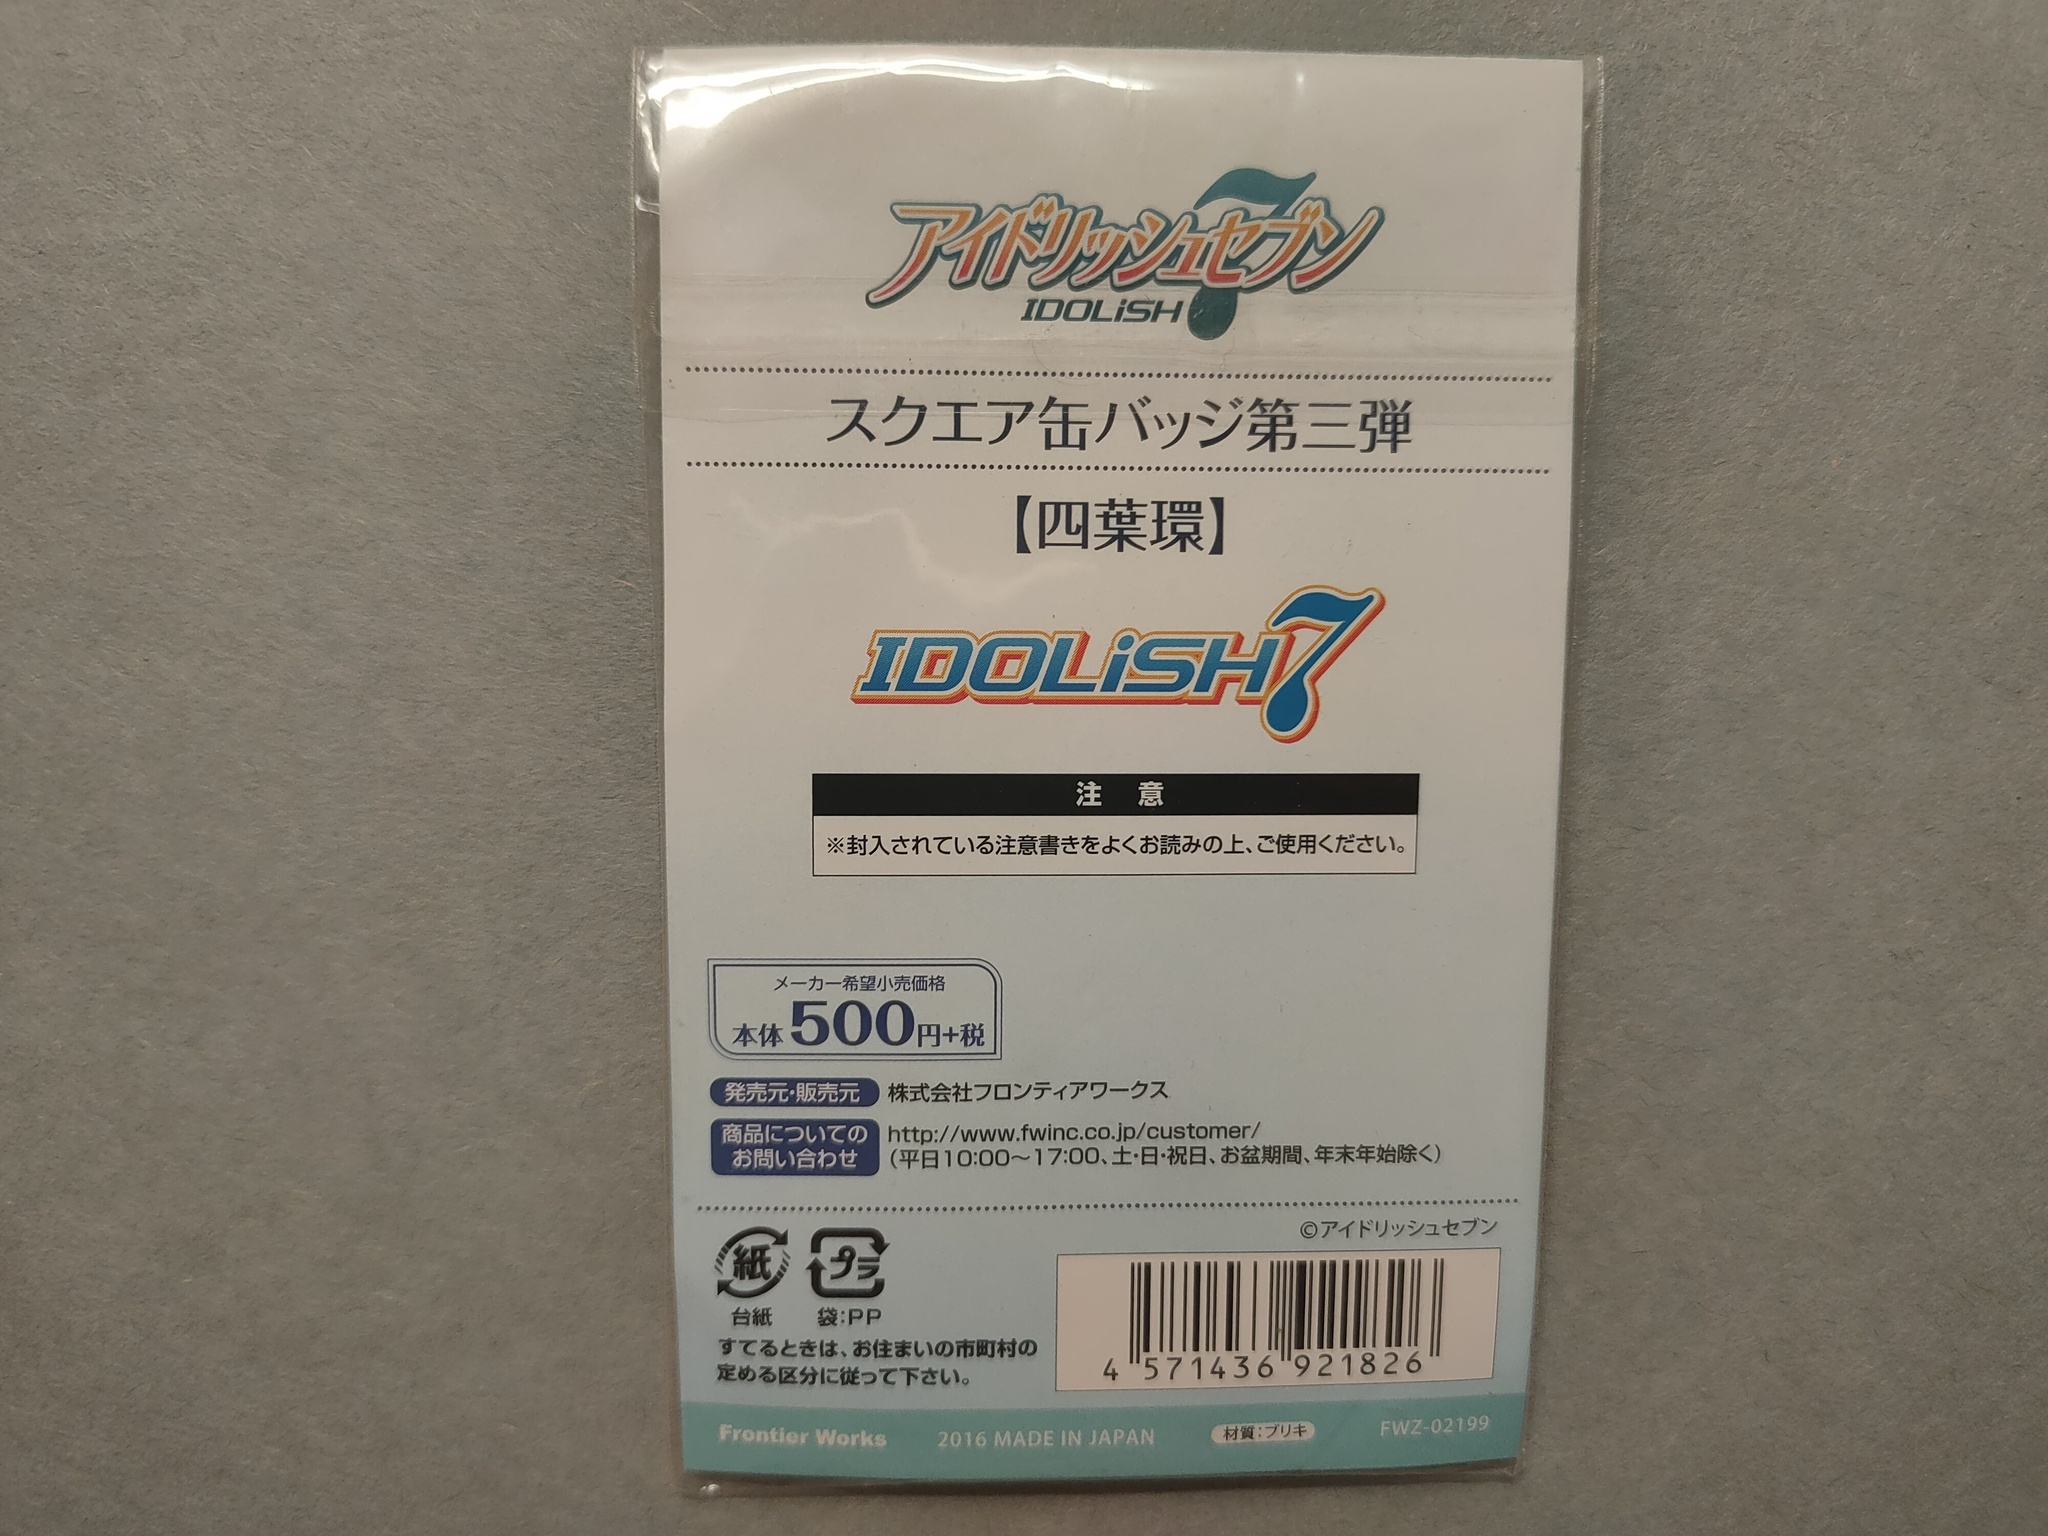 アイドリッシュセブン
IDOLiSH7
スクエア缶バッジ第三弾
【四葉環】
IDOLiSH7
注 意
※封入されている注意書きをよくお読みの上、ご使用ください。
メーカー希望小売価格
本体500円+税
発売元・販売元 株式会社フロンティアワークス
商品についての
お問い合わせ
http://www.fwinc.co.jp/customer/
（平日10:00～17:00、土・日・祝日、お盆期間、年末年始除く）
©アイドリッシュセブン
紙 プラ
台紙 袋:PP
すてるときは、お住まいの市町村の
定める区分に従って下さい。
4 571436 921826
Frontier Works 2016 MADE IN JAPAN 材質:ブリキ FWZ-02199